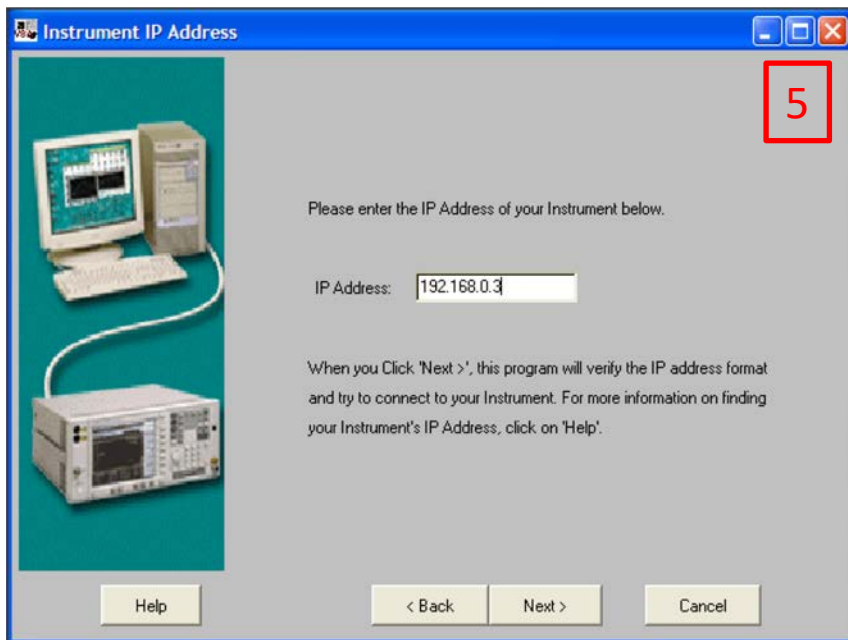 Instrument IP Address
5
Please enter the IP Address of your Instrument below.
IP Address: 192.168.0.3
When you Click 'Next >', this program will verify the IP address format
and try to connect to your Instrument. For more information on finding
your Instrument's IP Address, click on 'Help'.
Help < Back Next > Cancel